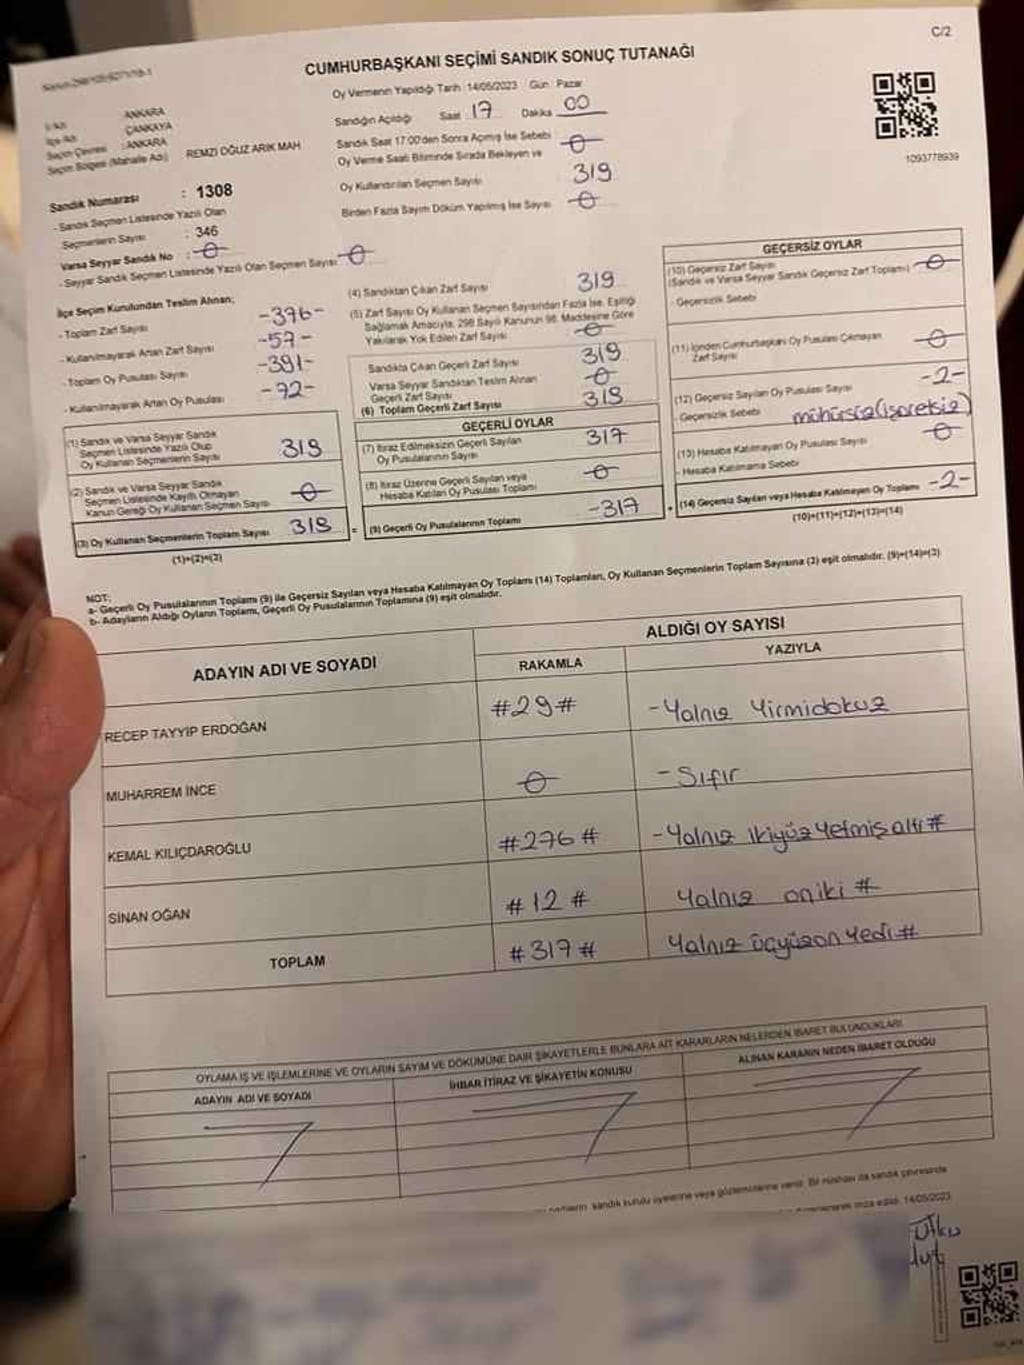 C/2
CUMHURBAŞKANI SEÇİMİ SANDIK SONUÇ TUTANAĞI
Oy Vermenin Yapıldığı Tarih :14/05/2023 Gün : Pazar
Sandığın Açıldığı Saat : 17 Dakika 00
Sandık Saat 17.00'den Sonra Açılmış İse Sebebi
Oy Verme Saati Bitiminde Sırada Bekleyen ve 0
Oy Kullandırılan Seçmen Sayısı 319
Birden Fazla Sayım Döküm Yapılmış İse Sayısı 0
1093778939
İl Adı ANKARA
İlçe Adı ÇANKAYA
Seçim Çevresi : ANKARA
Seçim Bölgesi (Mahalle Adı) REMZİ OĞUZ ARIK MAH
Sandık Numarası : 1308
- Sandık Seçmen Listesinde Yazılı Olan
Seçmenlerin Sayısı : 346
Varsa Seyyar Sandık No : 0
- Seyyar Sandık Seçmen Listesinde Yazılı Olan Seçmen Sayısı : 0
İlçe Seçim Kurulundan Teslim Alınan;
- Toplam Zarf Sayısı -376-
- Kullanılmayarak Artan Zarf Sayısı -57-
- Toplam Oy Pusulası Sayısı -391-
- Kullanılmayarak Artan Oy Pusulası -72-
(1) Sandık ve Varsa Seyyar Sandık
Seçmen Listesinde Yazılı Olup
Oy Kullanan Seçmenlerin Sayısı 319
(2) Sandık ve Varsa Seyyar Sandık
Seçmen Listesinde Kayıtlı Olmayan
Kanun Gereği Oy Kullanan Seçmen Sayısı 0
(3) Oy Kullanan Seçmenlerin Toplam Sayısı 319
(1)+(2)=(3)
(4) Sandıktan Çıkan Zarf Sayısı 319
(5) Zarf Sayısı Oy Kullanan Seçmen Sayısından Fazla İse, Eşitliği
Sağlamak Amacıyla, 298 Sayılı Kanunun 98. Maddesine Göre
Yakılarak Yok Edilen Zarf Sayısı 0
Sandıkta Çıkan Geçerli Zarf Sayısı 319
Varsa Seyyar Sandıktan Teslim Alınan
Geçerli Zarf Sayısı 0
(6) Toplam Geçerli Zarf Sayısı 319
GEÇERLİ OYLAR
(7) İtiraz Edilmeksizin Geçerli Sayılan
Oy Pusulalarının Sayısı 317
(8) İtiraz Üzerine Geçerli Sayılan veya
Hesaba Katılan Oy Pusulası Toplamı 0
= (9) Geçerli Oy Pusulalarının Toplamı -317
GEÇERSİZ OYLAR
(10) Geçersiz Zarf Sayısı
(Sandık ve Varsa Seyyar Sandık Geçersiz Zarf Toplamı) 0
- Geçersizlik Sebebi
(11) İçinden Cumhurbaşkanı Oy Pusulası Çıkmayan
Zarf Sayısı 0
(12) Geçersiz Sayılan Oy Pusulası Sayısı -2-
- Geçersizlik Sebebi mühürsüz(işaretsiz)
(13) Hesaba Katılmayan Oy Pusulası Sayısı 0
- Hesaba Katılmama Sebebi
+ (14) Geçersiz Sayılan veya Hesaba Katılmayan Oy Toplamı -2-
(10)+(11)+(12)+(13)=(14)
NOT:
a- Geçerli Oy Pusulalarının Toplamı (9) ile Geçersiz Sayılan veya Hesaba Katılmayan Oy Toplamı (14) Toplamları, Oy Kullanan Seçmenlerin Toplam Sayısına (3) eşit olmalıdır. (9)+(14)=(3)
b- Adayların Aldığı Oyların Toplamı, Geçerli Oy Pusulalarının Toplamına (9) eşit olmalıdır.
ADAYIN ADI VE SOYADI
ALDIĞI OY SAYISI
RAKAMLA YAZIYLA
RECEP TAYYIP ERDOĞAN #29# -Yalnız Yirmidokuz
MUHARREM İNCE 0 -Sıfır
KEMAL KILIÇDAROĞLU #276# -Yalnız ikiyüzYetmişaltı#
SİNAN OĞAN #12# Yalnız oniki#
TOPLAM #317# Yalnız üçyüzonYedi#
OYLAMA İŞ VE İŞLEMLERİNE VE OYLARIN SAYIM VE DÖKÜMÜNE DAİR ŞİKAYETLERLE BUNLARA AİT KARARLARIN NELERDEN İBARET BULUNDUKLARI
ADAYIN ADI VE SOYADI İHBAR İTİRAZ VE ŞİKAYETİN KONUSU ALINAN KARARIN NEDEN İBARET OLDUĞU
sandık kurulu üyelerine veya gözlemcilerine verilir. Bir nüshası da sandık çevresinde
imza edildi. 14/05/2023
Utku